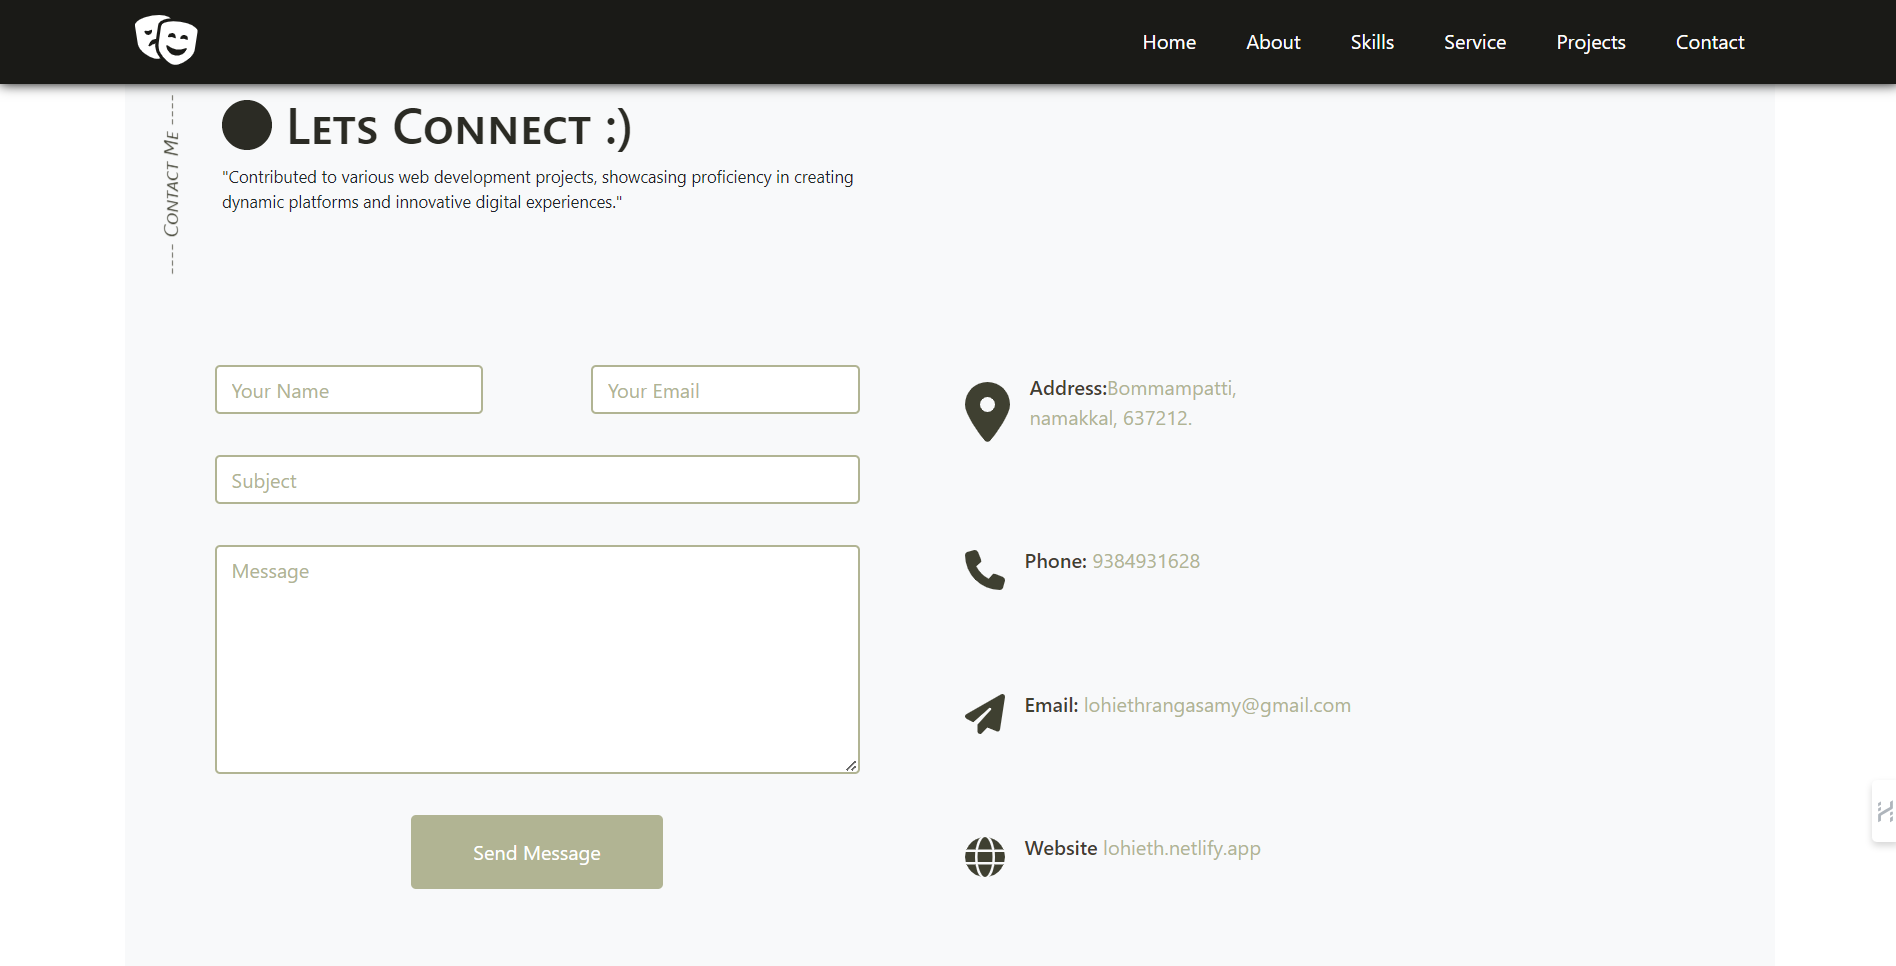 Home About Skills Service Projects Contact
----- Contact Me -----
Lets Connect :)
"Contributed to various web development projects, showcasing proficiency in creating
dynamic platforms and innovative digital experiences."
Your Name
Your Email
Subject
Message
Send Message
Address:Bommampatti,
namakkal, 637212.
Phone: 9384931628
Email: lohiethrangasamy@gmail.com
Website lohieth.netlify.app